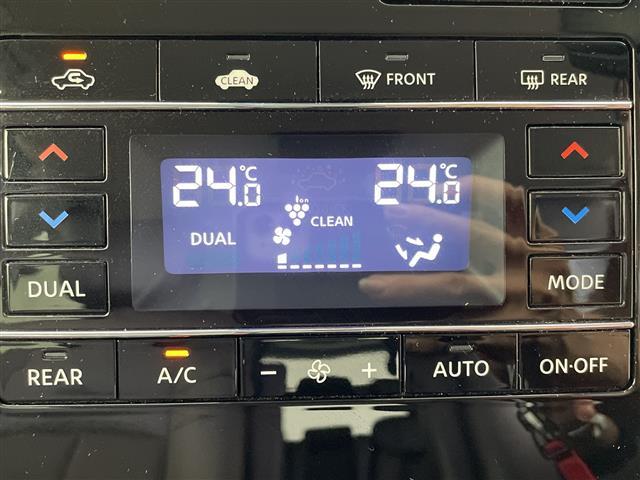 CLEAN FRONT REAR
24.0°C 24.0°C
ion
CLEAN
DUAL
DUAL MODE
REAR A/C - + AUTO ON·OFF